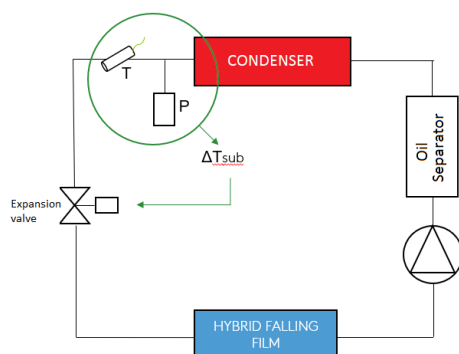 CONDENSER
T
P
ΔTsub
Oil
Separator
Expansion
valve
HYBRID FALLING
FILM